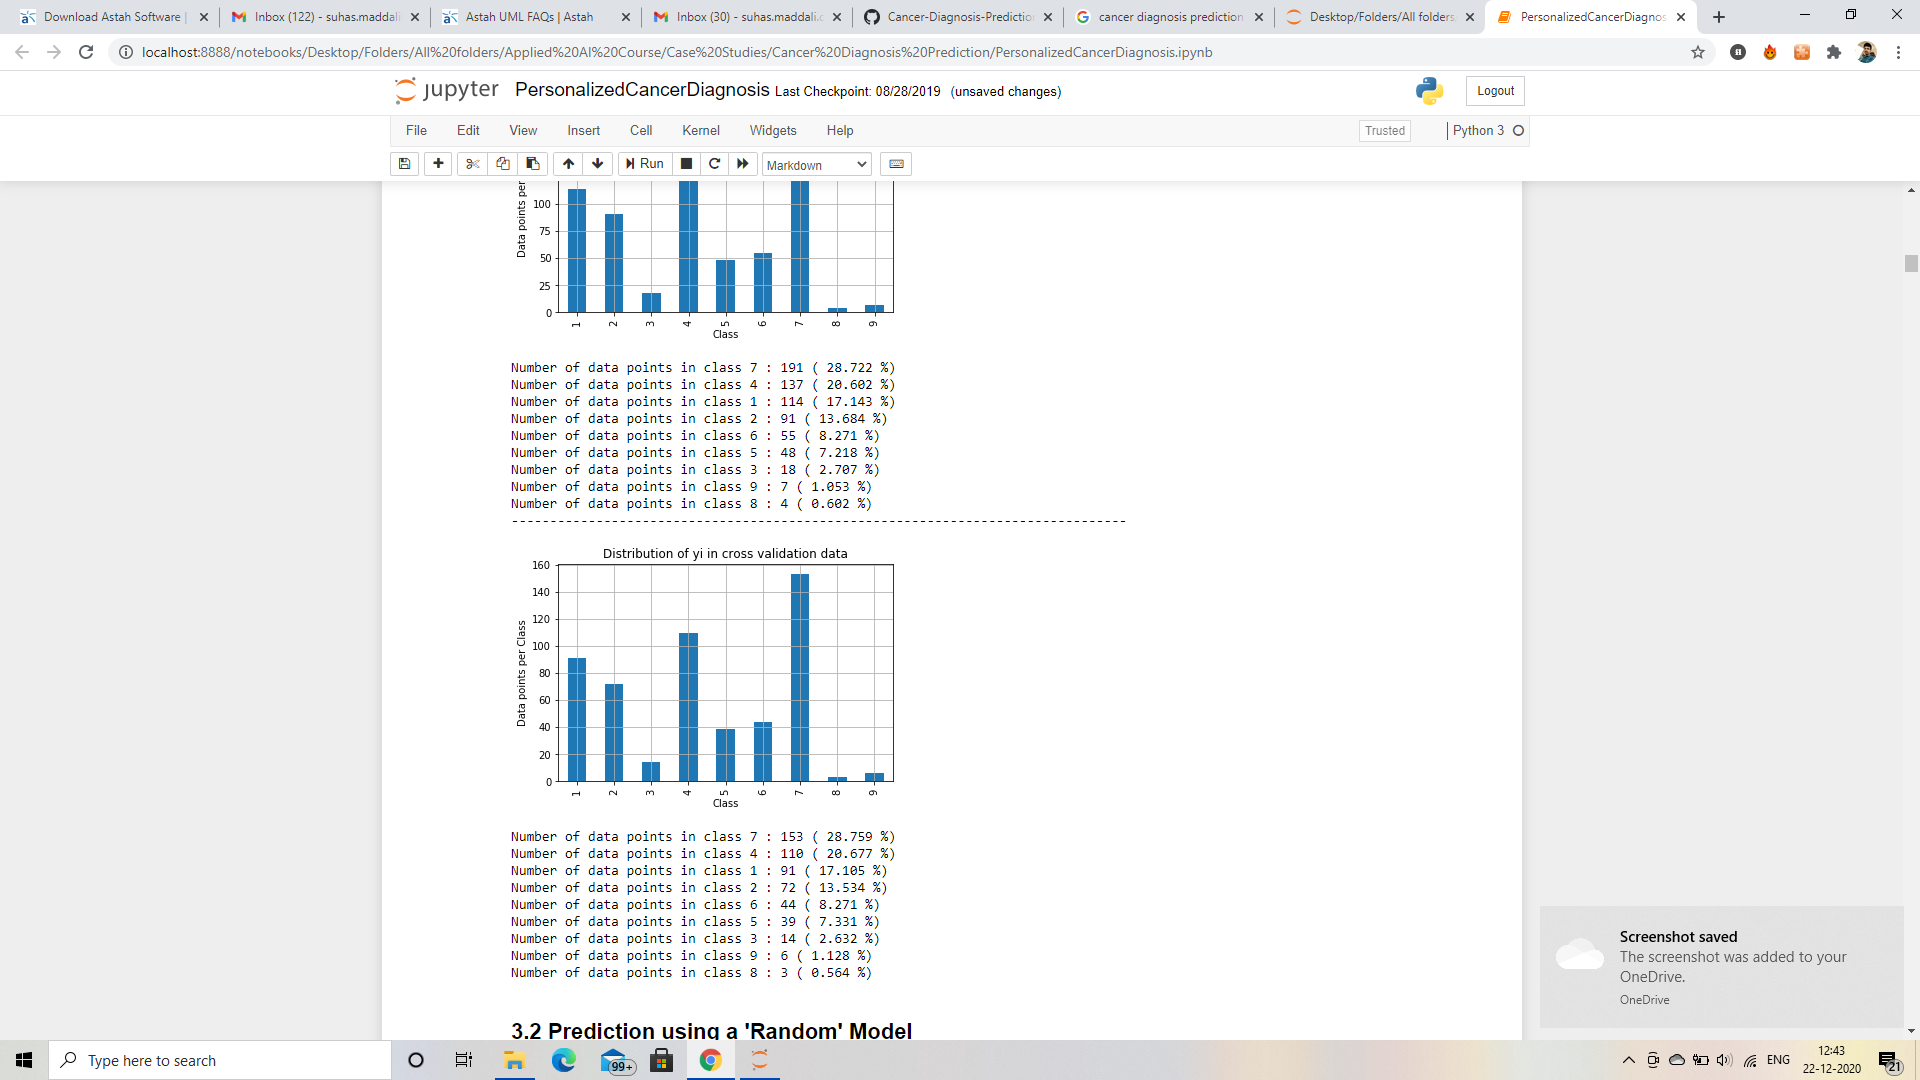 Download Astah Software |
Inbox (122) - suhas.maddali
Astah UML FAQs | Astah
Inbox (30) - suhas.maddali.c
Cancer-Diagnosis-Predictio
cancer diagnosis prediction
Desktop/Folders/All folders
PersonalizedCancerDiagnos
localhost:8888/notebooks/Desktop/Folders/All%20folders/Applied%20AI%20Course/Case%20Studies/Cancer%20Diagnosis%20Prediction/PersonalizedCancerDiagnosis.ipynb
jupyter PersonalizedCancerDiagnosis Last Checkpoint: 08/28/2019 (unsaved changes)
Logout
File Edit View Insert Cell Kernel Widgets Help
Trusted
Python 3
Run
Markdown
Data points per
100
75
50
25
0
1 2 3 4 5 6 7 8 9
Class
Number of data points in class 7 : 191 ( 28.722 %)
Number of data points in class 4 : 137 ( 20.602 %)
Number of data points in class 1 : 114 ( 17.143 %)
Number of data points in class 2 : 91 ( 13.684 %)
Number of data points in class 6 : 55 ( 8.271 %)
Number of data points in class 5 : 48 ( 7.218 %)
Number of data points in class 3 : 18 ( 2.707 %)
Number of data points in class 9 : 7 ( 1.053 %)
Number of data points in class 8 : 4 ( 0.602 %)
--------------------------------------------------------------------------------
Distribution of yi in cross validation data
Data points per Class
160
140
120
100
80
60
40
20
0
1 2 3 4 5 6 7 8 9
Class
Number of data points in class 7 : 153 ( 28.759 %)
Number of data points in class 4 : 110 ( 20.677 %)
Number of data points in class 1 : 91 ( 17.105 %)
Number of data points in class 2 : 72 ( 13.534 %)
Number of data points in class 6 : 44 ( 8.271 %)
Number of data points in class 5 : 39 ( 7.331 %)
Number of data points in class 3 : 14 ( 2.632 %)
Number of data points in class 9 : 6 ( 1.128 %)
Number of data points in class 8 : 3 ( 0.564 %)
3.2 Prediction using a 'Random' Model
Screenshot saved
The screenshot was added to your
OneDrive.
OneDrive
Type here to search
99+
ENG
12:43
22-12-2020
21